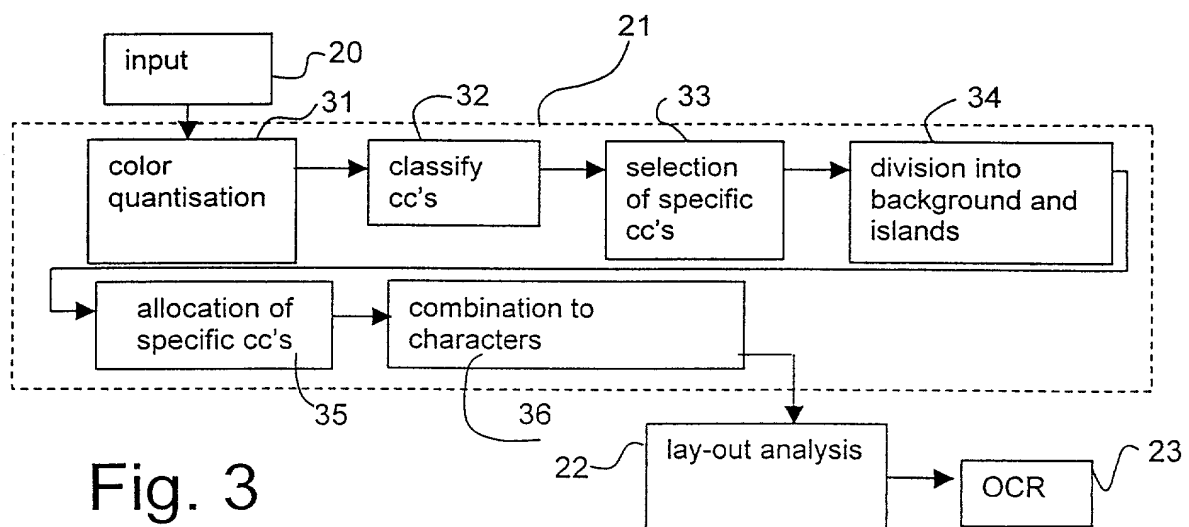 21
input
20
31
32
33
34
color
quantisation
classify
cc's
selection
of specific
cc's
division into
background and
islands
allocation of
specific cc's
combination to
characters
35
36
22
lay-out analysis
23
OCR
Fig. 3